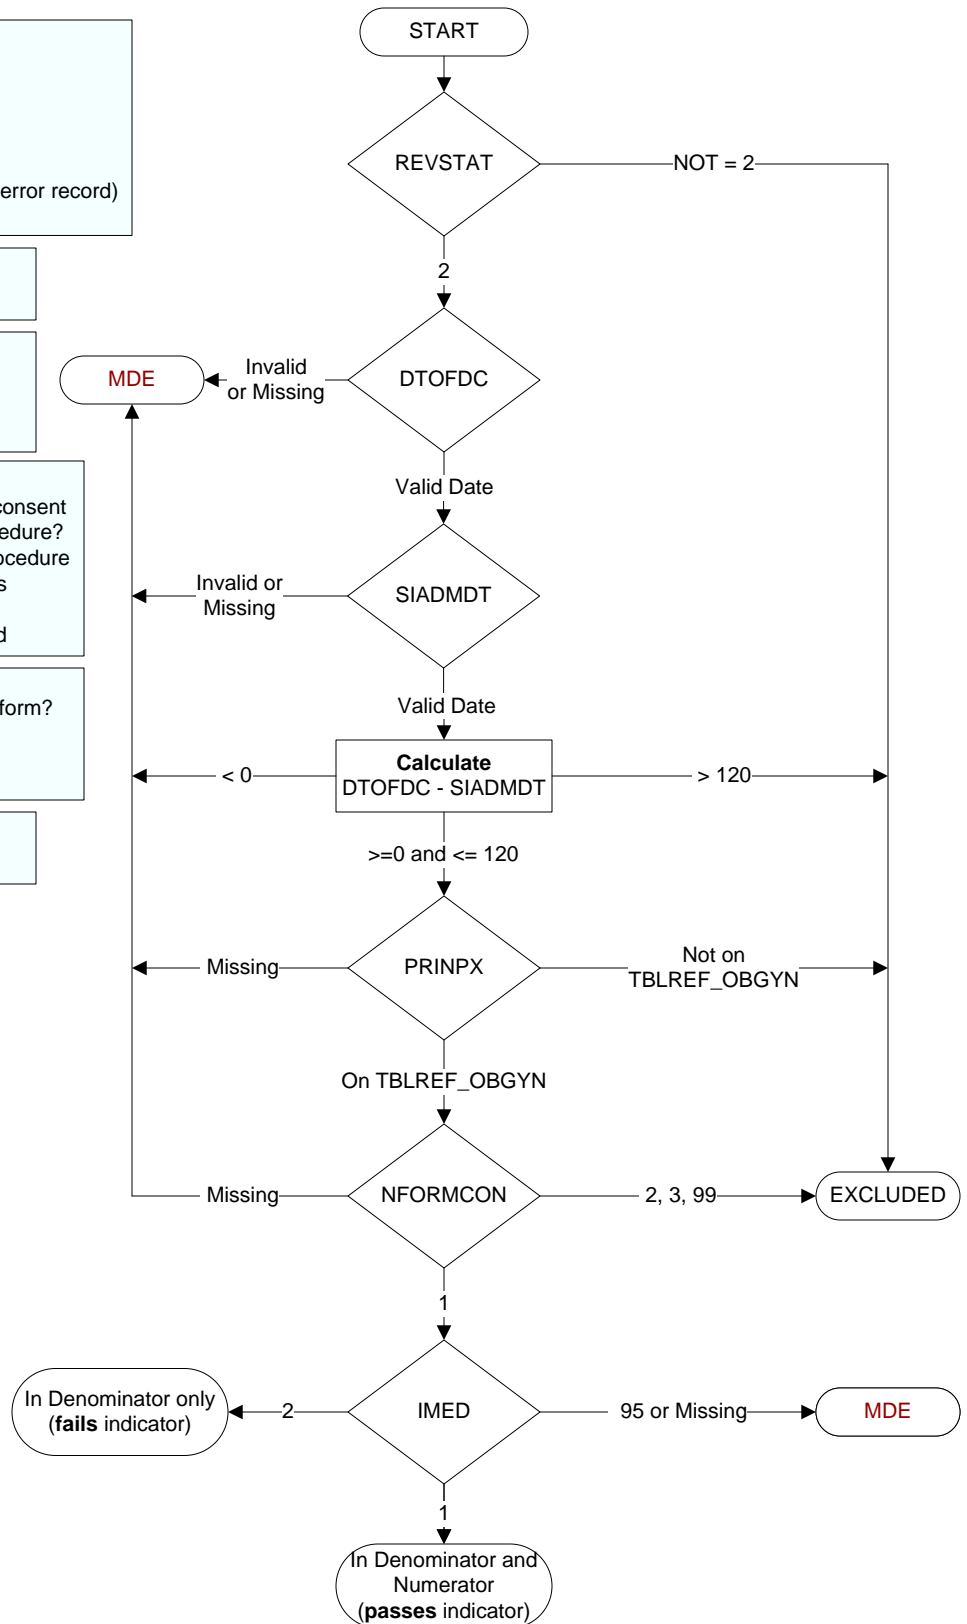 START
REVSTAT
NOT = 2
error record)
2
Invalid
or Missing
MDE
DTOFDC
Valid Date
consent
edure?
ocedure
s
d
Invalid or
Missing
SIADMDT
Valid Date
form?
Calculate
DTOFDC - SIADMDT
< 0
> 120
>=0 and <= 120
Missing
PRINPX
Not on
TBLREF_OBGYN
On TBLREF_OBGYN
Missing
NFORMCON
2, 3, 99
EXCLUDED
1
In Denominator only
(fails indicator)
2
IMED
95 or Missing
MDE
1
In Denominator and
Numerator
(passes indicator)